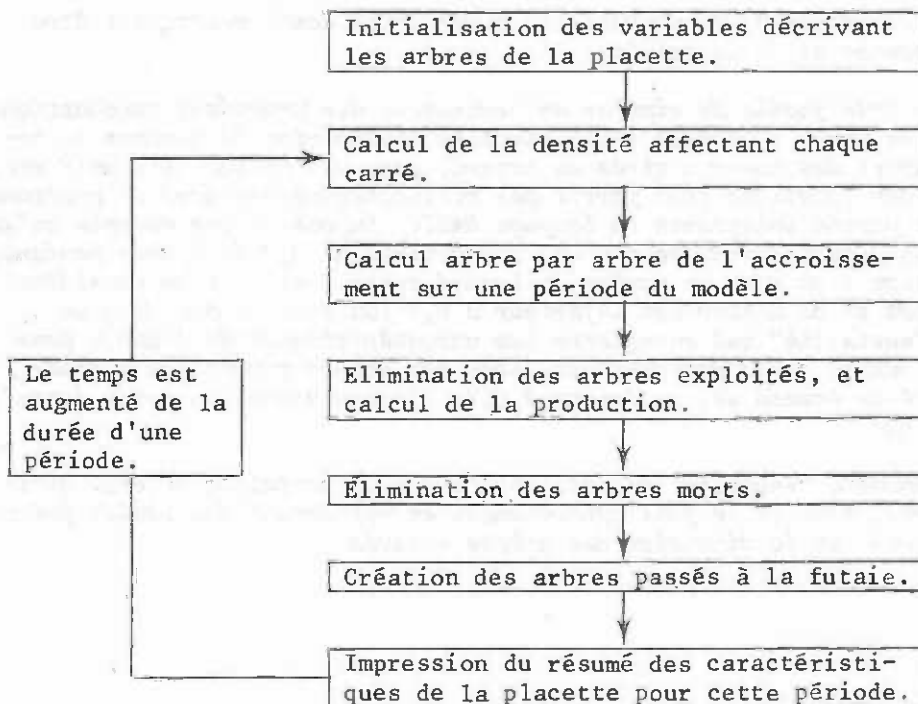 Initialisation des variables décrivant
les arbres de la placette.
Calcul de la densité affectant chaque
carré.
Calcul arbre par arbre de l'accroisse-
ment sur une période du modèle.
Elimination des arbres exploités, et
calcul de la production.
Le temps est
augmenté de la
durée d'une
période.
Élimination des arbres morts.
Création des arbres passés à la futaie.
Impression du résumé des caractéristi-
ques de la placette pour cette période.